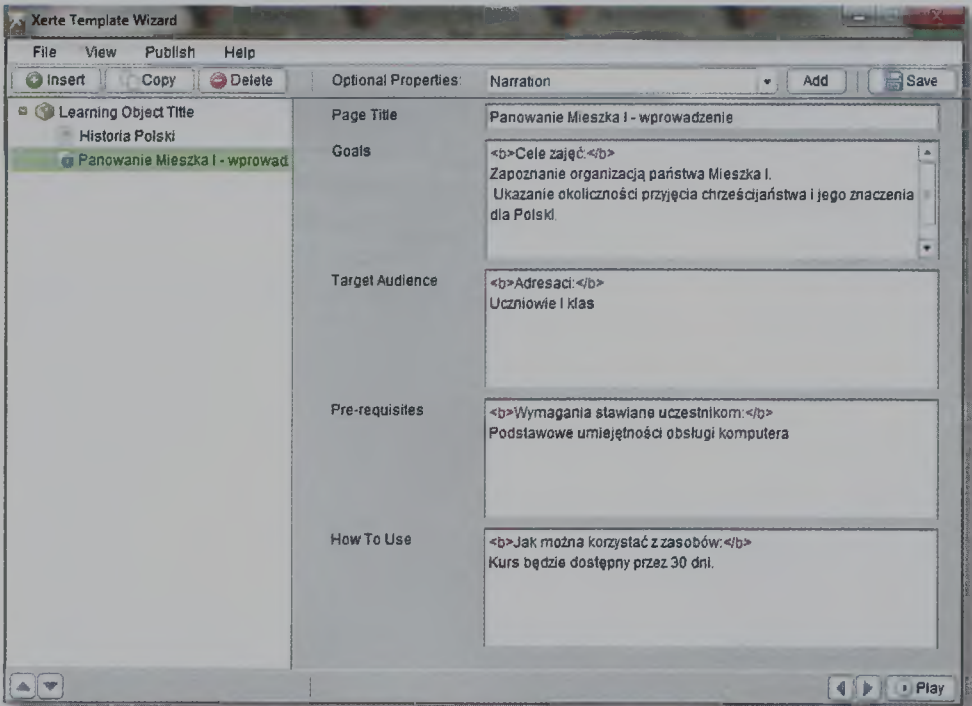 Xerte Template Wizard
File View Publish Help
Insert Copy Delete Optional Properties: Narration Add Save
Learning Object Title
Historia Polski
Panowanie Mieszka I - wprowad
Page Title
Panowanie Mieszka I - wprowadzenie
Goals
<b>Cele zajęć:</b>
Zapoznanie organizacją państwa Mieszka I.
Ukazanie okoliczności przyjęcia chrześcijaństwa i jego znaczenia
dla Polski.
Target Audience
<b>Adresaci:</b>
Uczniowie I klas
Pre-requisites
<b>Wymagania stawiane uczestnikom:</b>
Podstawowe umiejętności obsługi komputera
How To Use
<b>Jak można korzystać z zasobów:</b>
Kurs będzie dostępny przez 30 dni.
Play